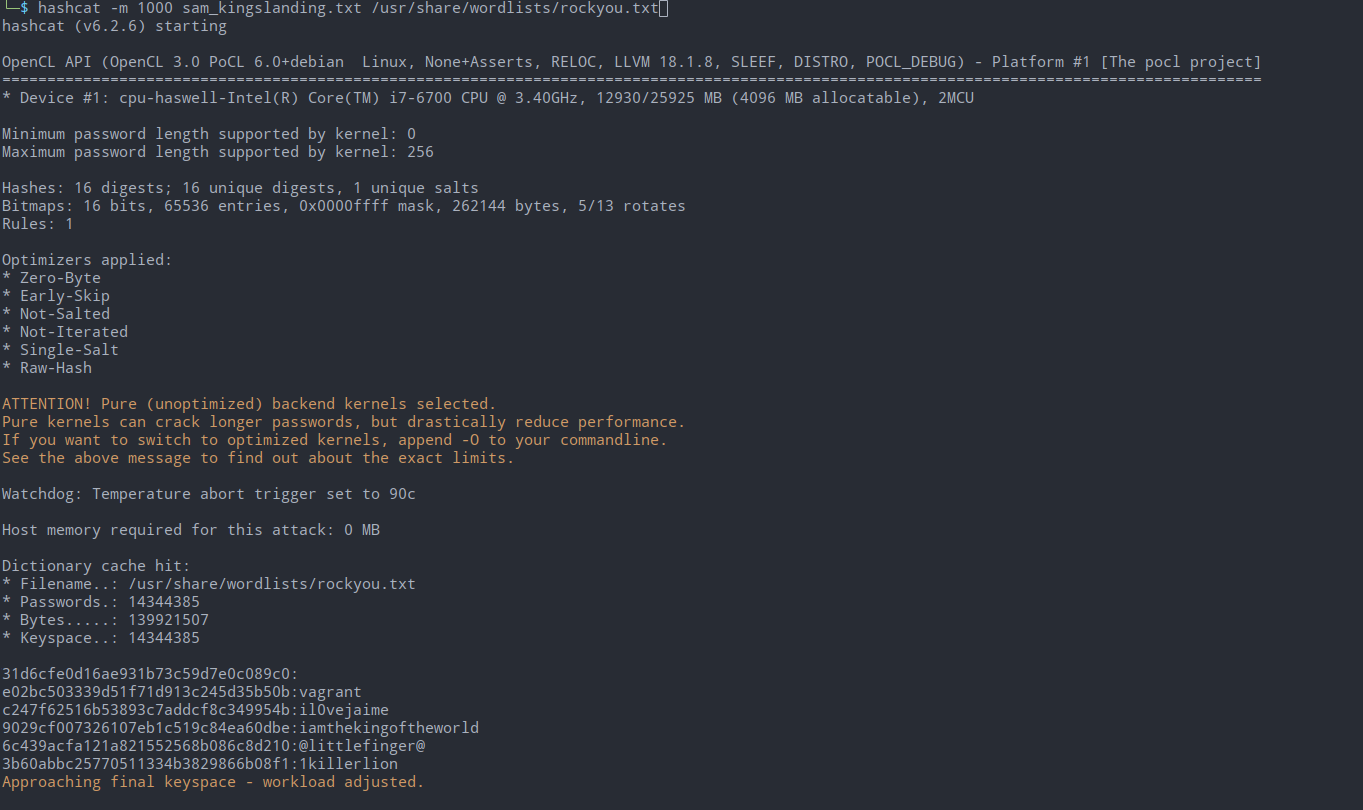 └─$ hashcat -m 1000 sam_kingslanding.txt /usr/share/wordlists/rockyou.txt
hashcat (v6.2.6) starting
OpenCL API (OpenCL 3.0 PoCL 6.0+debian  Linux, None+Asserts, RELOC, LLVM 18.1.8, SLEEF, DISTRO, POCL_DEBUG) - Platform #1 [The pocl project]
============================================================================================================================================
* Device #1: cpu-haswell-Intel(R) Core(TM) i7-6700 CPU @ 3.40GHz, 12930/25925 MB (4096 MB allocatable), 2MCU
Minimum password length supported by kernel: 0
Maximum password length supported by kernel: 256
Hashes: 16 digests; 16 unique digests, 1 unique salts
Bitmaps: 16 bits, 65536 entries, 0x0000ffff mask, 262144 bytes, 5/13 rotates
Rules: 1
Optimizers applied:
* Zero-Byte
* Early-Skip
* Not-Salted
* Not-Iterated
* Single-Salt
* Raw-Hash
ATTENTION! Pure (unoptimized) backend kernels selected.
Pure kernels can crack longer passwords, but drastically reduce performance.
If you want to switch to optimized kernels, append -O to your commandline.
See the above message to find out about the exact limits.
Watchdog: Temperature abort trigger set to 90c
Host memory required for this attack: 0 MB
Dictionary cache hit:
* Filename..: /usr/share/wordlists/rockyou.txt
* Passwords.: 14344385
* Bytes.....: 139921507
* Keyspace..: 14344385
31d6cfe0d16ae931b73c59d7e0c089c0:
e02bc503339d51f71d913c245d35b50b:vagrant
c247f62516b53893c7addcf8c349954b:il0vejaime
9029cf007326107eb1c519c84ea60dbe:iamthekingoftheworld
6c439acfa121a821552568b086c8d210:@littlefinger@
3b60abbc25770511334b3829866b08f1:1killerlion
Approaching final keyspace - workload adjusted.